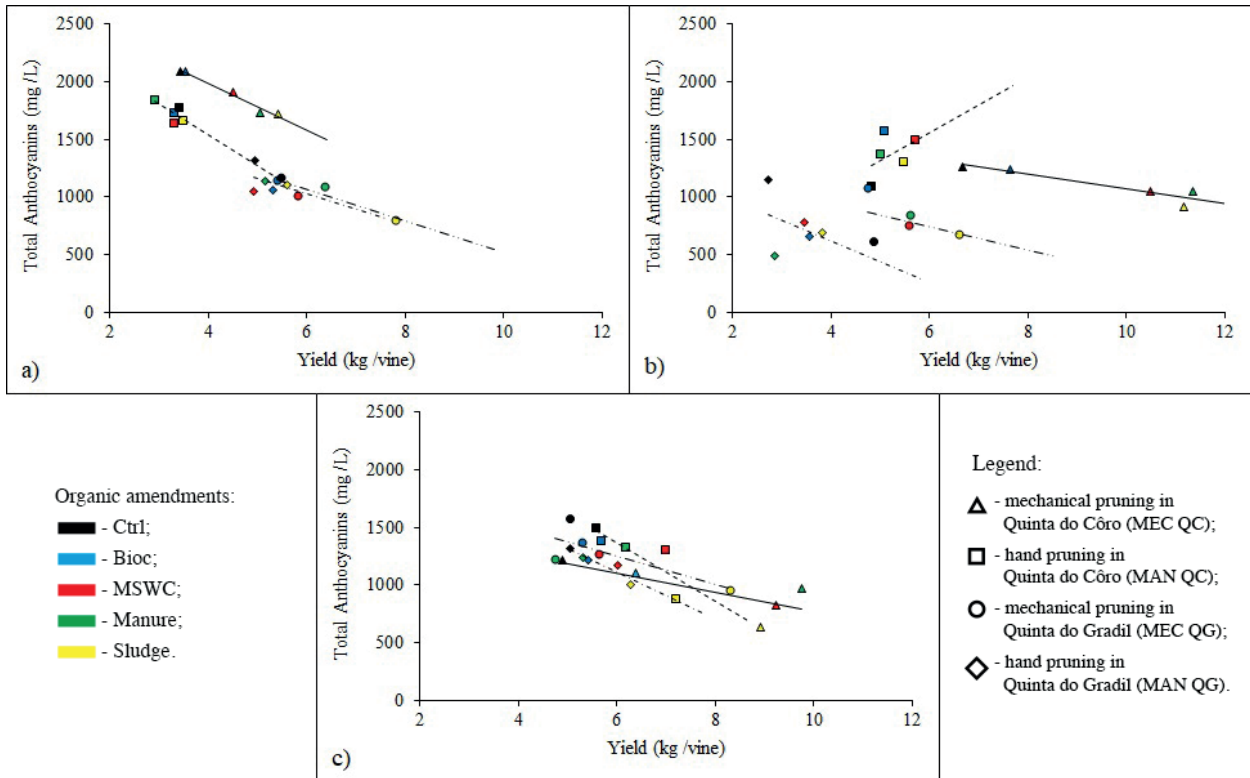 2500
2000
1500
1000
500
0
Total Anthocyanins (mg /L)
2 4 6 8 10 12
Yield (kg /vine)
a)
2500
2000
1500
1000
500
0
Total Anthocyanins (mg /L)
2 4 6 8 10 12
Yield (kg /vine)
b)
Organic amendments:
- Ctrl;
- Bioc;
- MSWC;
- Manure;
- Sludge.
2500
2000
1500
1000
500
0
Total Anthocyanins (mg /L)
2 4 6 8 10 12
Yield (kg /vine)
c)
Legend:
- mechanical pruning in
Quinta do Côro (MEC QC);
- hand pruning in
Quinta do Côro (MAN QC);
- mechanical pruning in
Quinta do Gradil (MEC QG);
- hand pruning in
Quinta do Gradil (MAN QG).